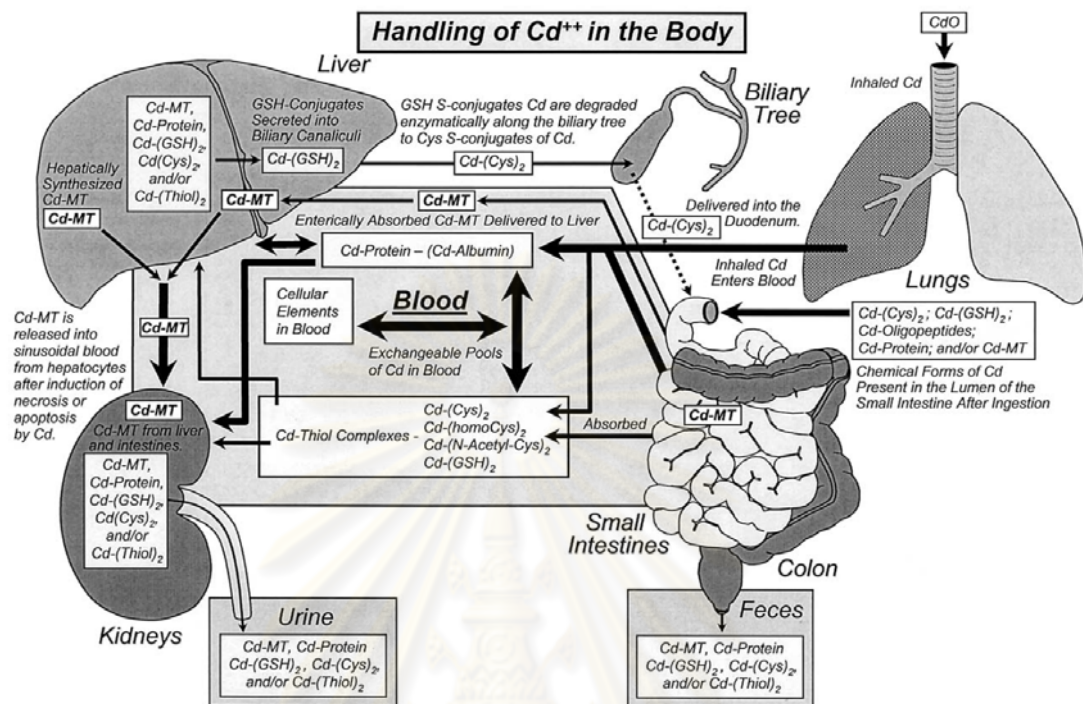 Handling of Cd++ in the Body
Liver
Cd-MT,
Cd-Protein,
Cd-(GSH)2,
Cd(Cys)2,
and/or
Cd-(Thiol)2
GSH-Conjugates
Secreted into
Biliary Canaliculi
Cd-(GSH)2
Hepatically
Synthesized
Cd-MT
Cd-MT
Cd-MT
GSH S-conjugates Cd are degraded
enzymatically along the biliary tree
to Cys S-conjugates of Cd.
Cd-(Cys)2
Biliary
Tree
CdO
Inhaled Cd
Lungs
Cd-MT
Enterically Absorbed Cd-MT Delivered to Liver
Delivered into the
Duodenum.
Cd-(Cys)2
Inhaled Cd
Enters Blood
Cd-Protein – (Cd-Albumin)
Cellular
Elements
in Blood
Blood
Exchangeable Pools
of Cd in Blood
Cd-MT is
released into
sinusoidal blood
from hepatocytes
after induction of
necrosis or
apoptosis
by Cd.
Cd-MT
Cd-(Cys)2 ; Cd-(GSH)2 ;
Cd-Oligopeptides;
Cd-Protein; and/or Cd-MT
Chemical Forms of Cd
Present in the Lumen of the
Small Intestine After Ingestion
Cd-Thiol Complexes -
Cd-(Cys)2
Cd-(homoCys)2
Cd-(N-Acetyl-Cys)2
Cd-(GSH)2
Absorbed
Cd-MT
Small
Intestines
Colon
Cd-MT
Cd-MT from liver
and intestines.
Cd-MT,
Cd-Protein,
Cd-(GSH)2,
Cd(Cys)2,
and/or
Cd-(Thiol)2
Kidneys
Urine
Cd-MT, Cd-Protein
Cd-(GSH)2 , Cd-(Cys)2,
and/or Cd-(Thiol)2
Feces
Cd-MT, Cd-Protein
Cd-(GSH)2 , Cd-(Cys)2,
and/or Cd-(Thiol)2